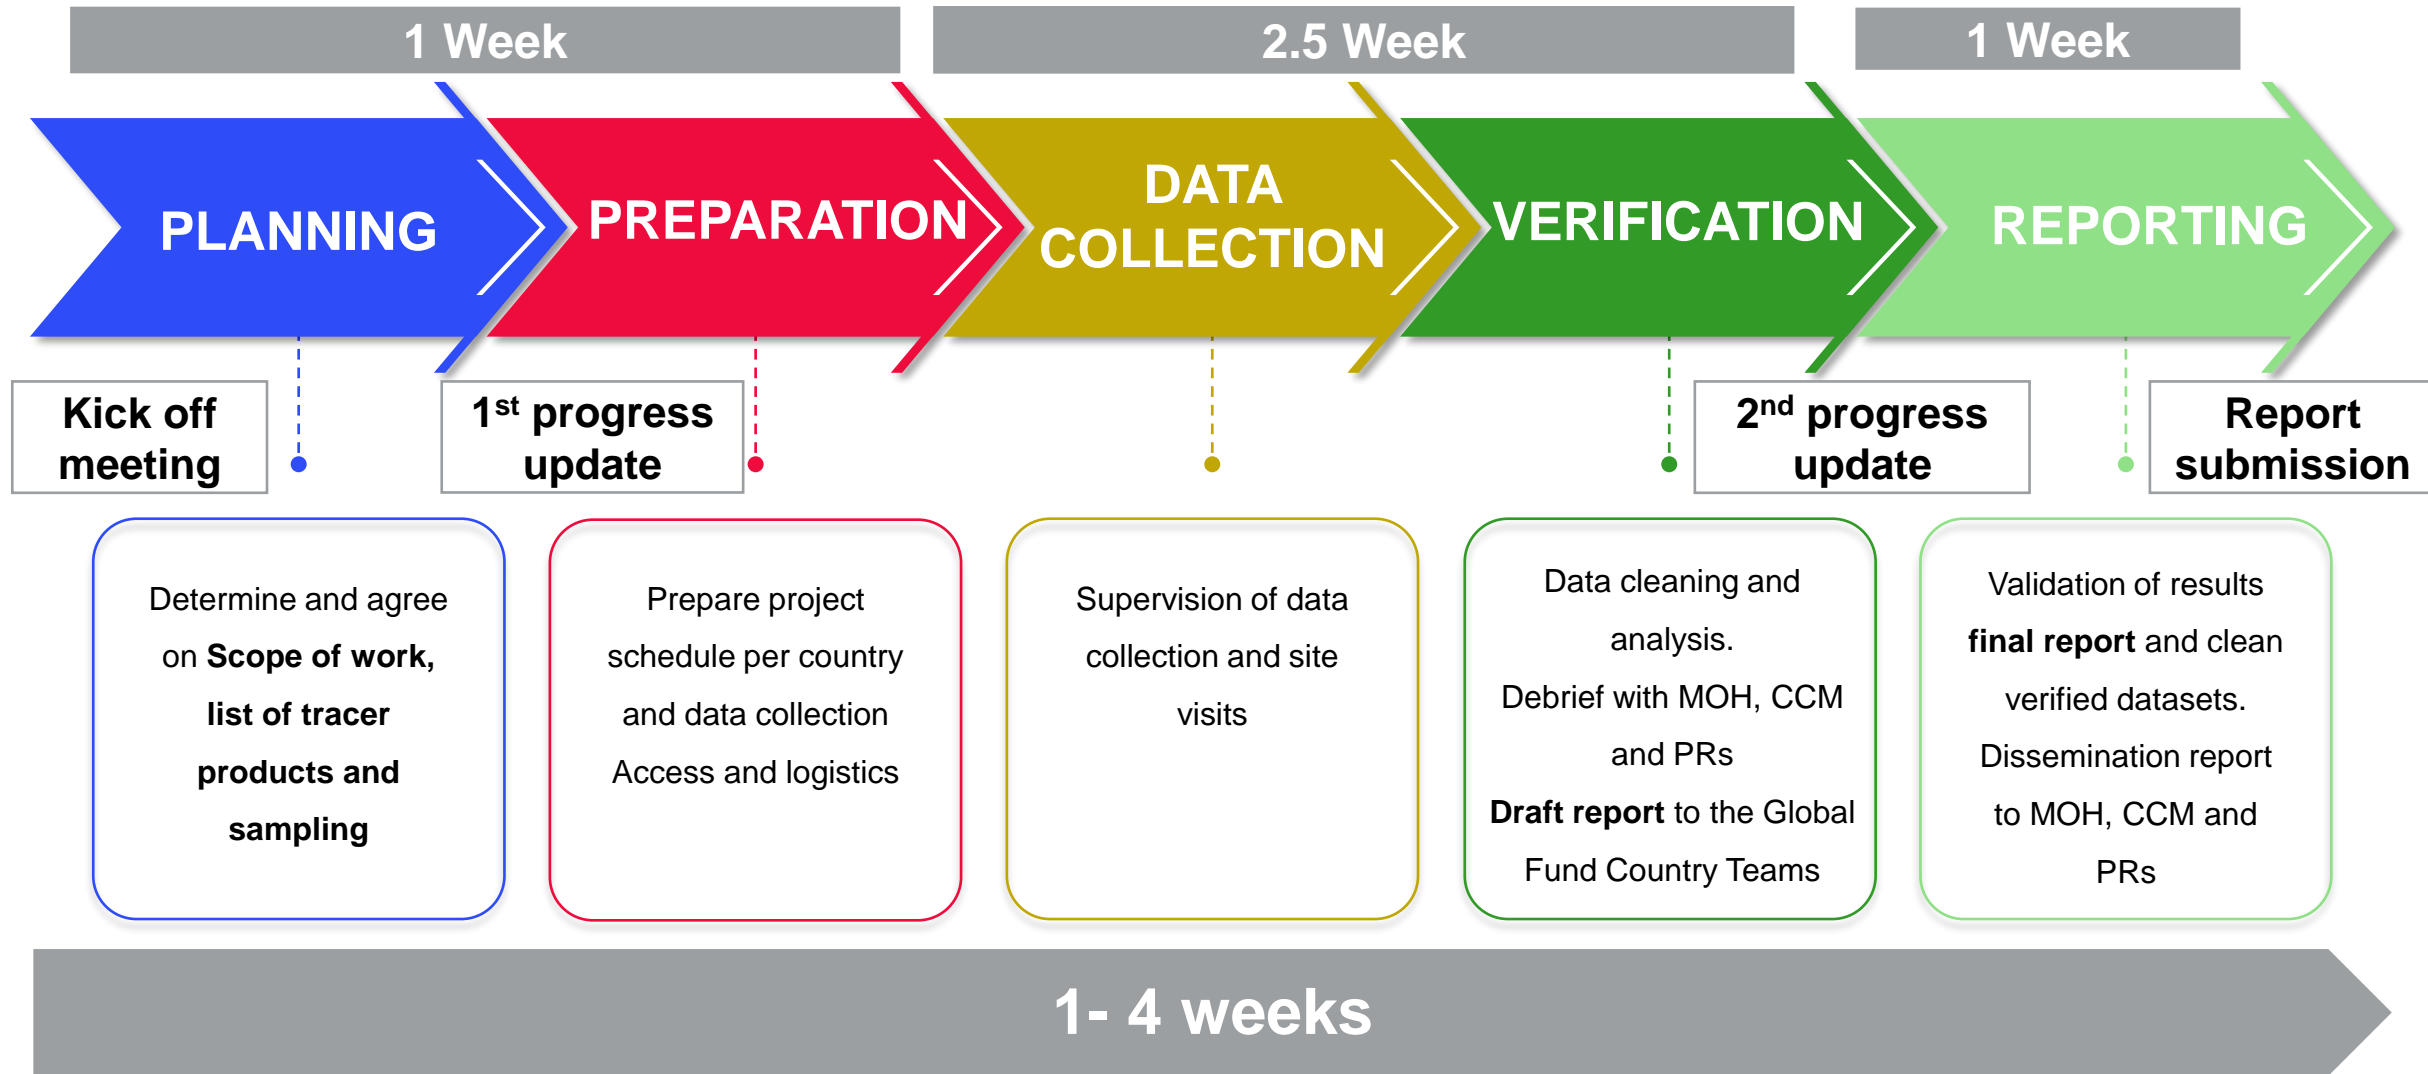 1 Week
2.5 Week
1 Week
PLANNING
PREPARATION
DATA
COLLECTION
VERIFICATION
REPORTING
Kick off
meeting
1st progress
update
2nd progress
update
Report
submission
Determine and agree
on Scope of work,
list of tracer
products and
sampling
Prepare project
schedule per country
and data collection
Access and logistics
Supervision of data
collection and site
visits
Data cleaning and
analysis.
Debrief with MOH, CCM
and PRs
Draft report to the Global
Fund Country Teams
Validation of results
final report and clean
verified datasets.
Dissemination report
to MOH, CCM and
PRs
1- 4 weeks